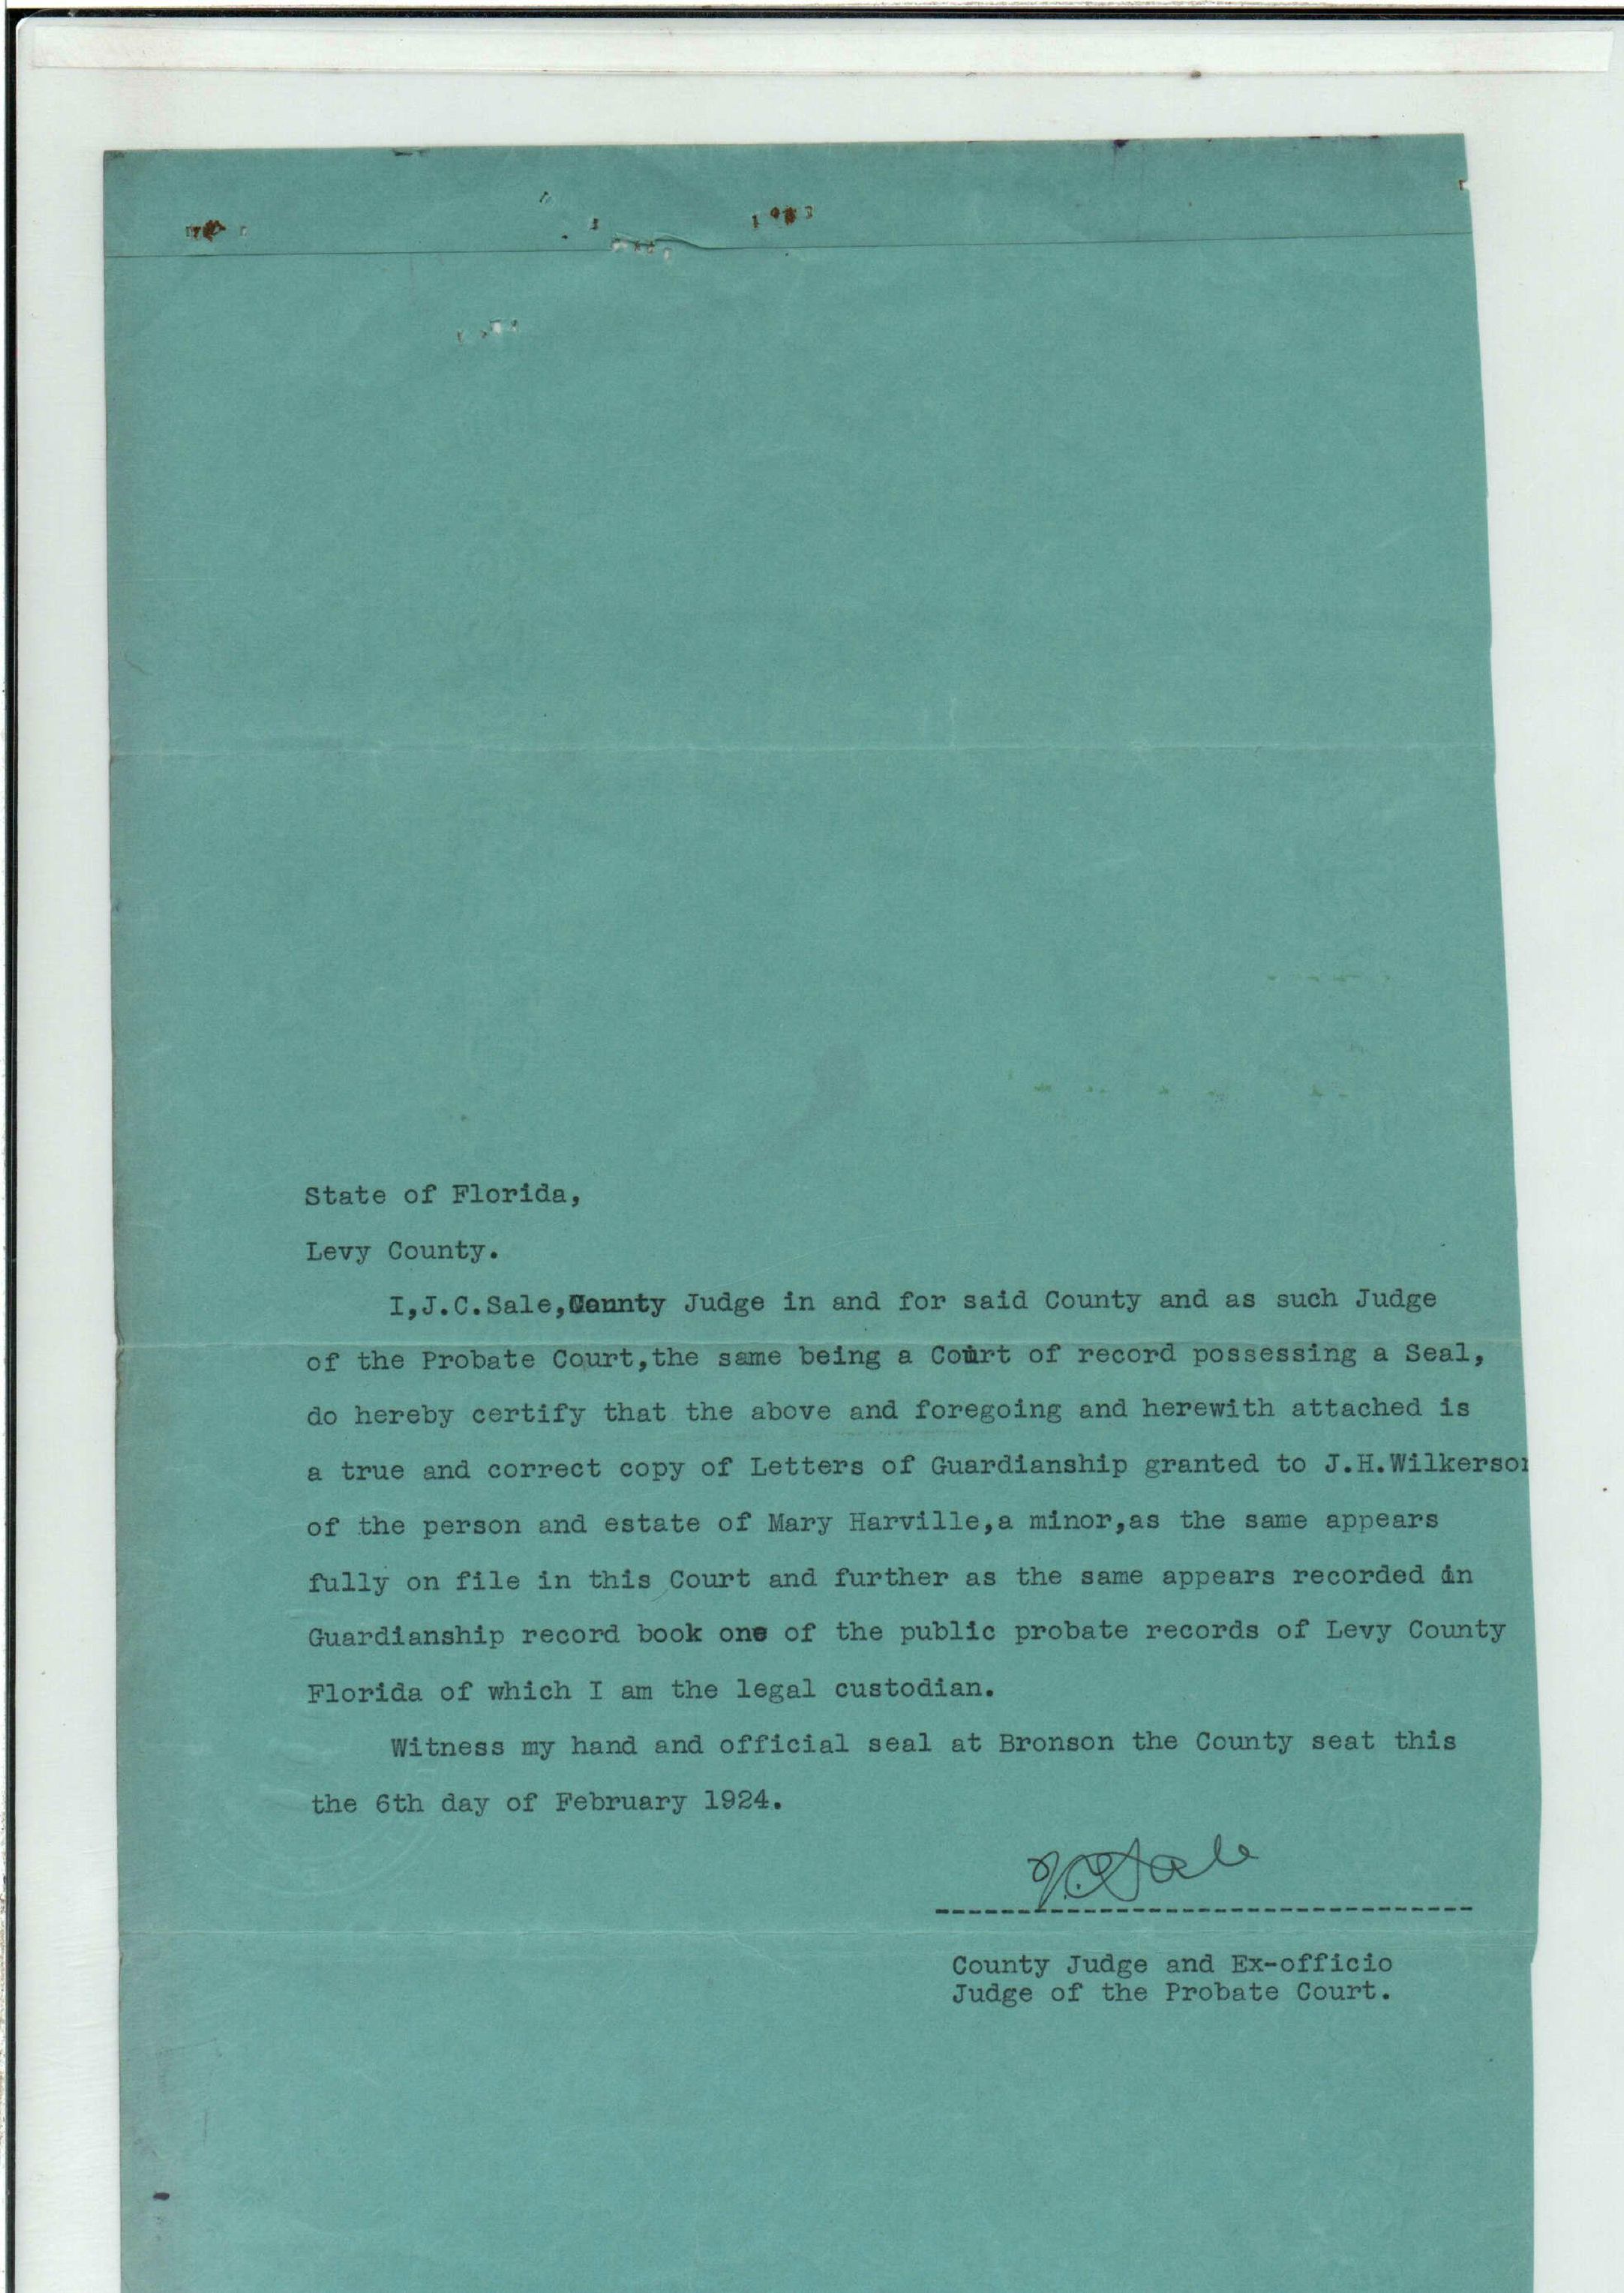 State of Florida,
Levy County.
I,J.C.Sale,County Judge in and for said County and as such Judge
of the Probate Court,the same being a Court of record possessing a Seal,
do hereby certify that the above and foregoing and herewith attached is
a true and correct copy of Letters of Guardianship granted to J.H.Wilkerson
of the person and estate of Mary Harville,a minor,as the same appears
fully on file in this Court and further as the same appears recorded in
Guardianship record book one of the public probate records of Levy County
Florida of which I am the legal custodian.
Witness my hand and official seal at Bronson the County seat this
the 6th day of February 1924.
J.C.Sale
County Judge and Ex-officio
Judge of the Probate Court.